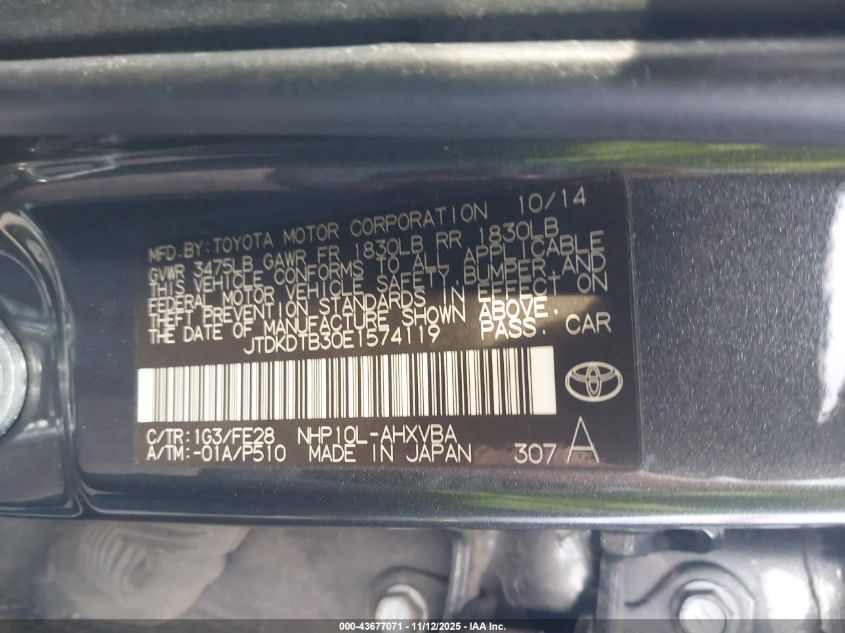 MFD.BY:TOYOTA MOTOR CORPORATION 10/14
GVWR 3475LB GAWR FR 1830LB RR 1830LB
THIS VEHICLE CONFORMS TO ALL APPLICABLE
FEDERAL MOTOR VEHICLE SAFETY,BUMPER,AND
THEFT PREVENTION STANDARDS IN EFFECT ON
THE DATE OF MANUFACTURE SHOWN ABOVE.
JTDKDTB30E1574119 PASS. CAR
C/TR:1G3/FE28 NHP10L-AHXVBA
A/TM:-01A/P510 MADE IN JAPAN 307 A
000-43677071 - 11/12/2025 - IAA Inc.